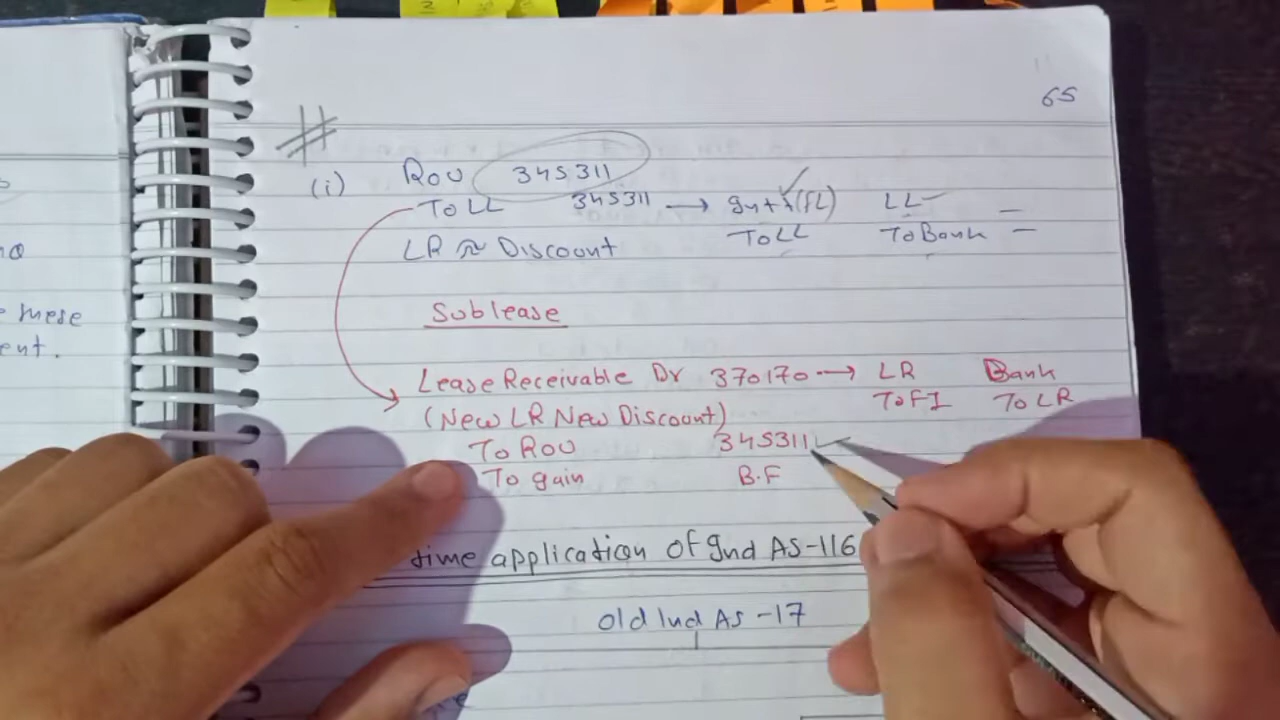 65
#
(i) ROU 345311
To LL 345311 → Int (FL) LL
To LL To Bank
LR ≈ Discount
Sublease
Lease Receivable Dr 370170 → LR Bank
(New LR New Discount) To FI To LR
To ROU 345311
To gain B.F
time application of Ind AS-116
old Ind AS -17
mese
ent.